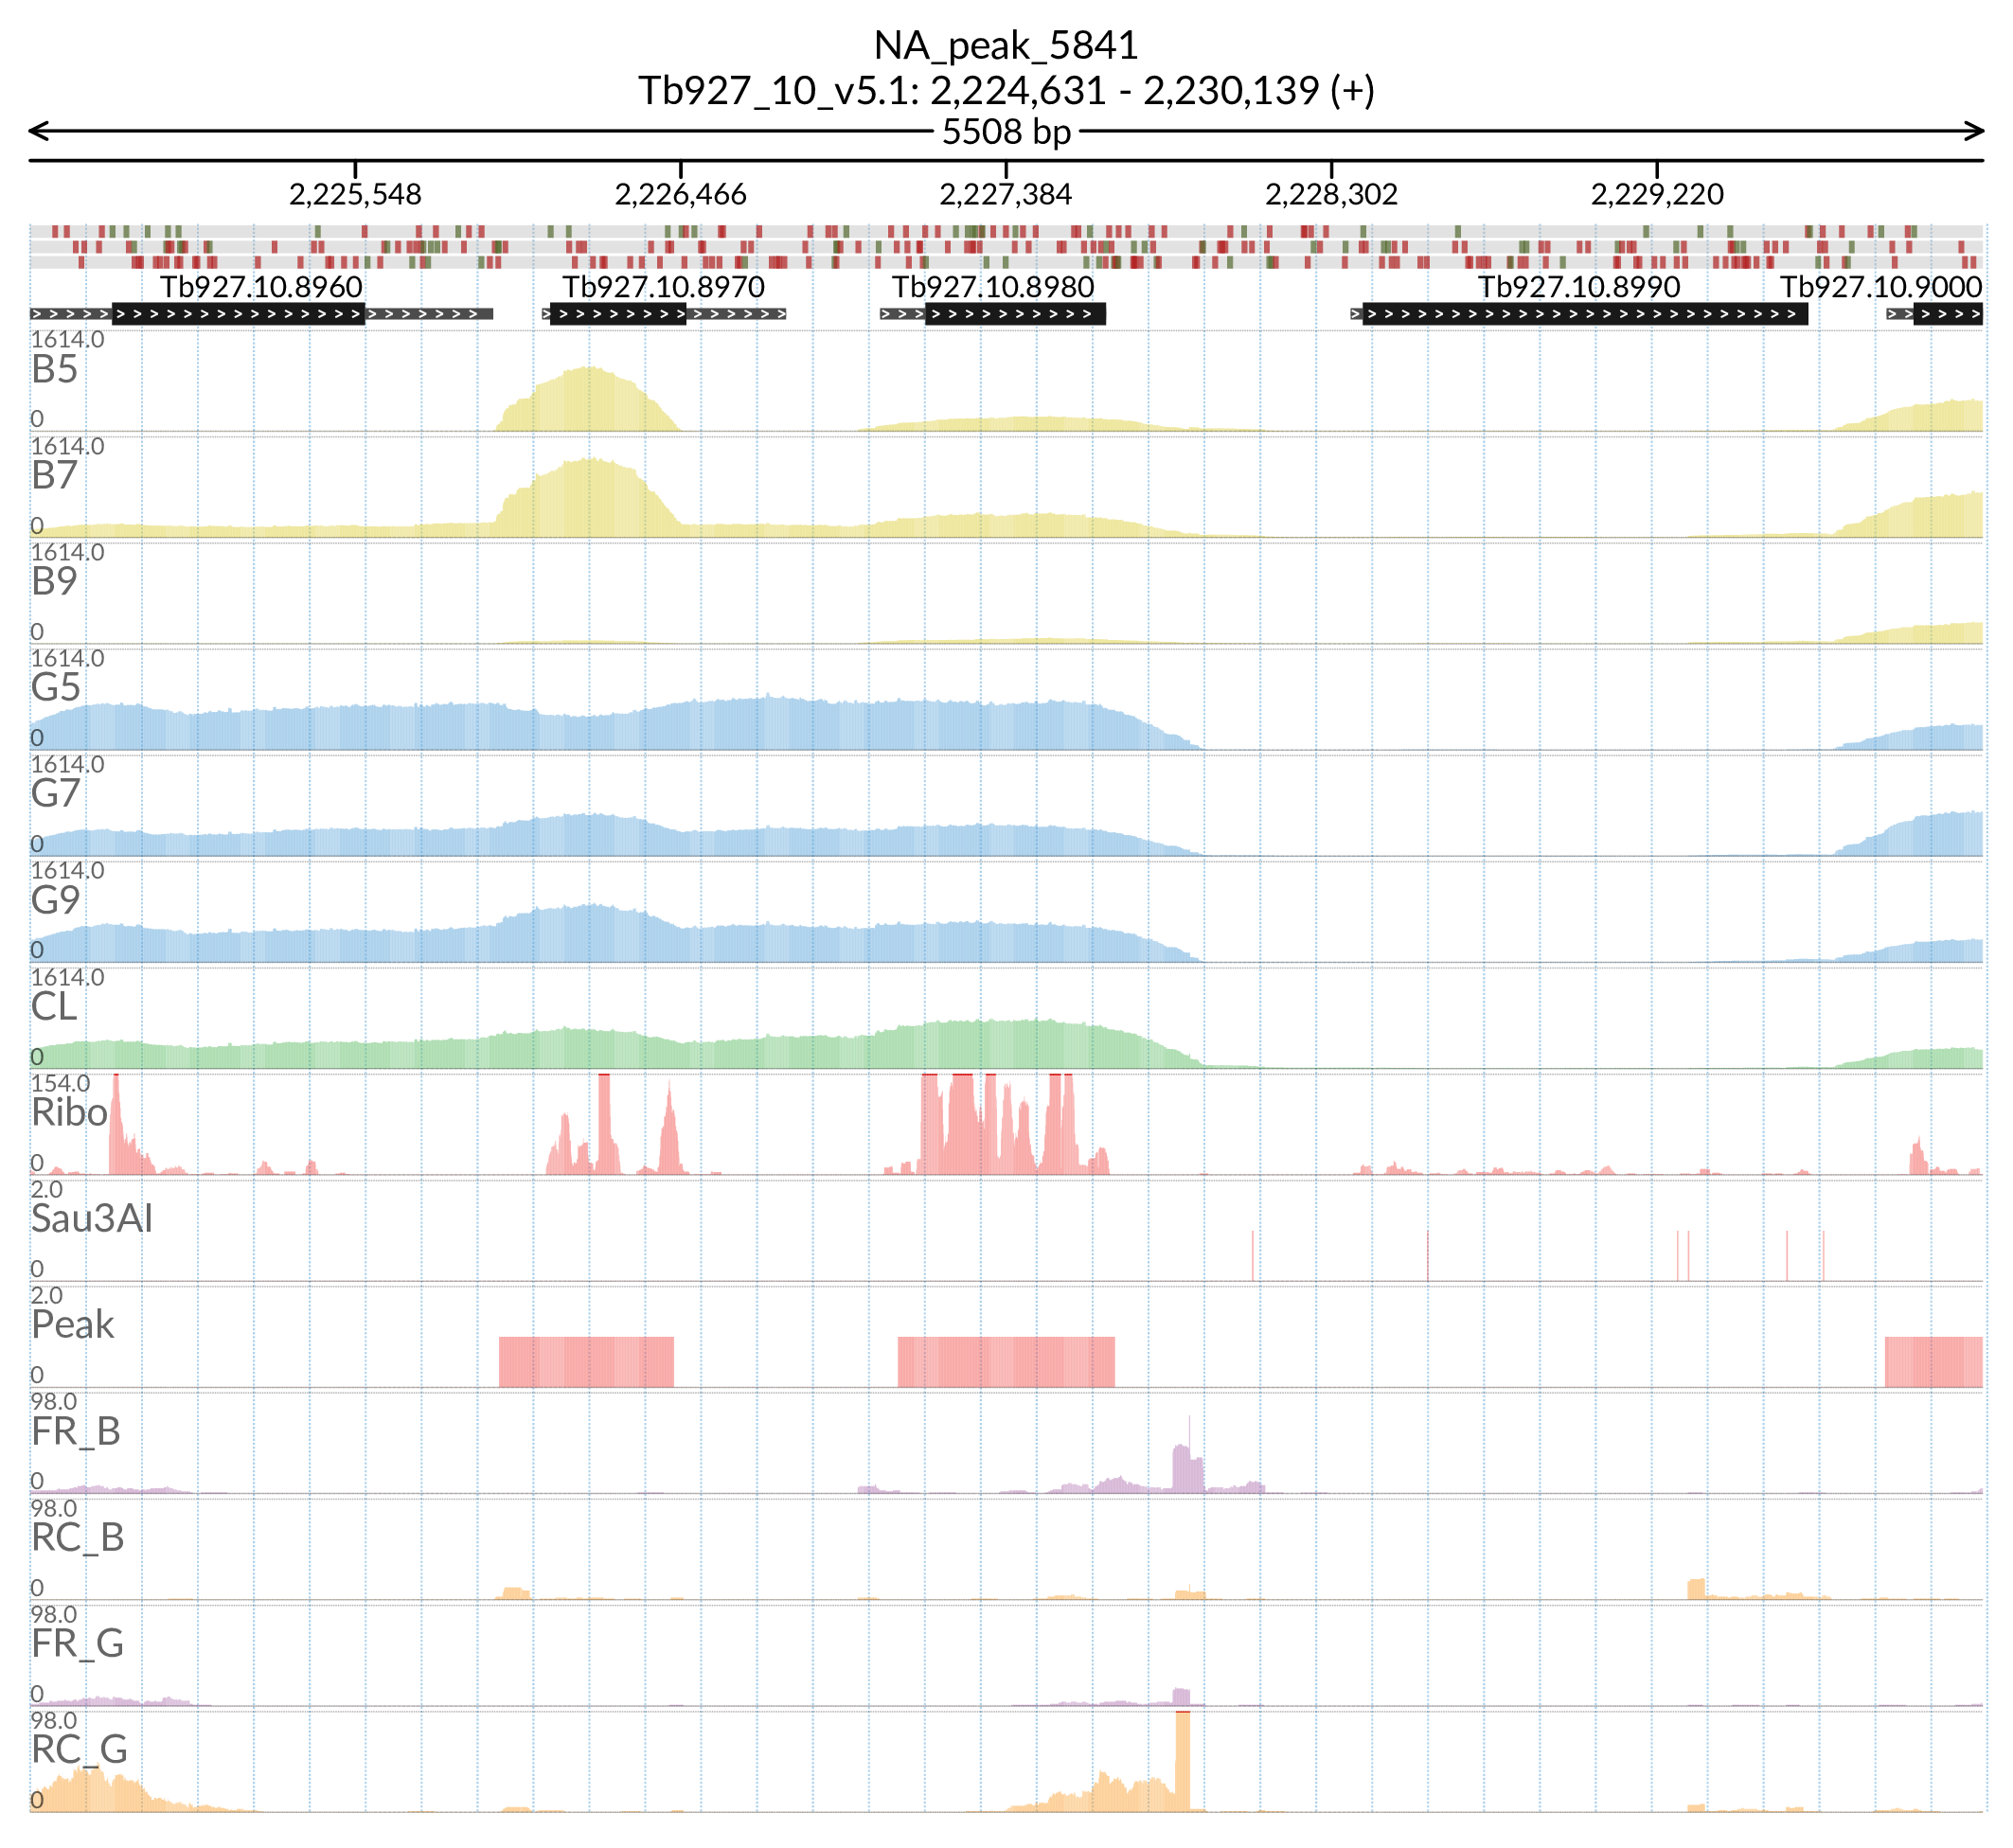 NA_peak_5841
Tb927_10_v5.1: 2,224,631 - 2,230,139 (+)
5508 bp
2,225,548 2,226,466 2,227,384 2,228,302 2,229,220
Tb927.10.8960 Tb927.10.8970 Tb927.10.8980 Tb927.10.8990 Tb927.10.9000
1614.0
B5
0
1614.0
B7
0
1614.0
B9
0
1614.0
G5
0
1614.0
G7
0
1614.0
G9
0
1614.0
CL
0
154.0
Ribo
0
2.0
Sau3AI
0
2.0
Peak
0
98.0
FR_B
0
98.0
RC_B
0
98.0
FR_G
0
98.0
RC_G
0